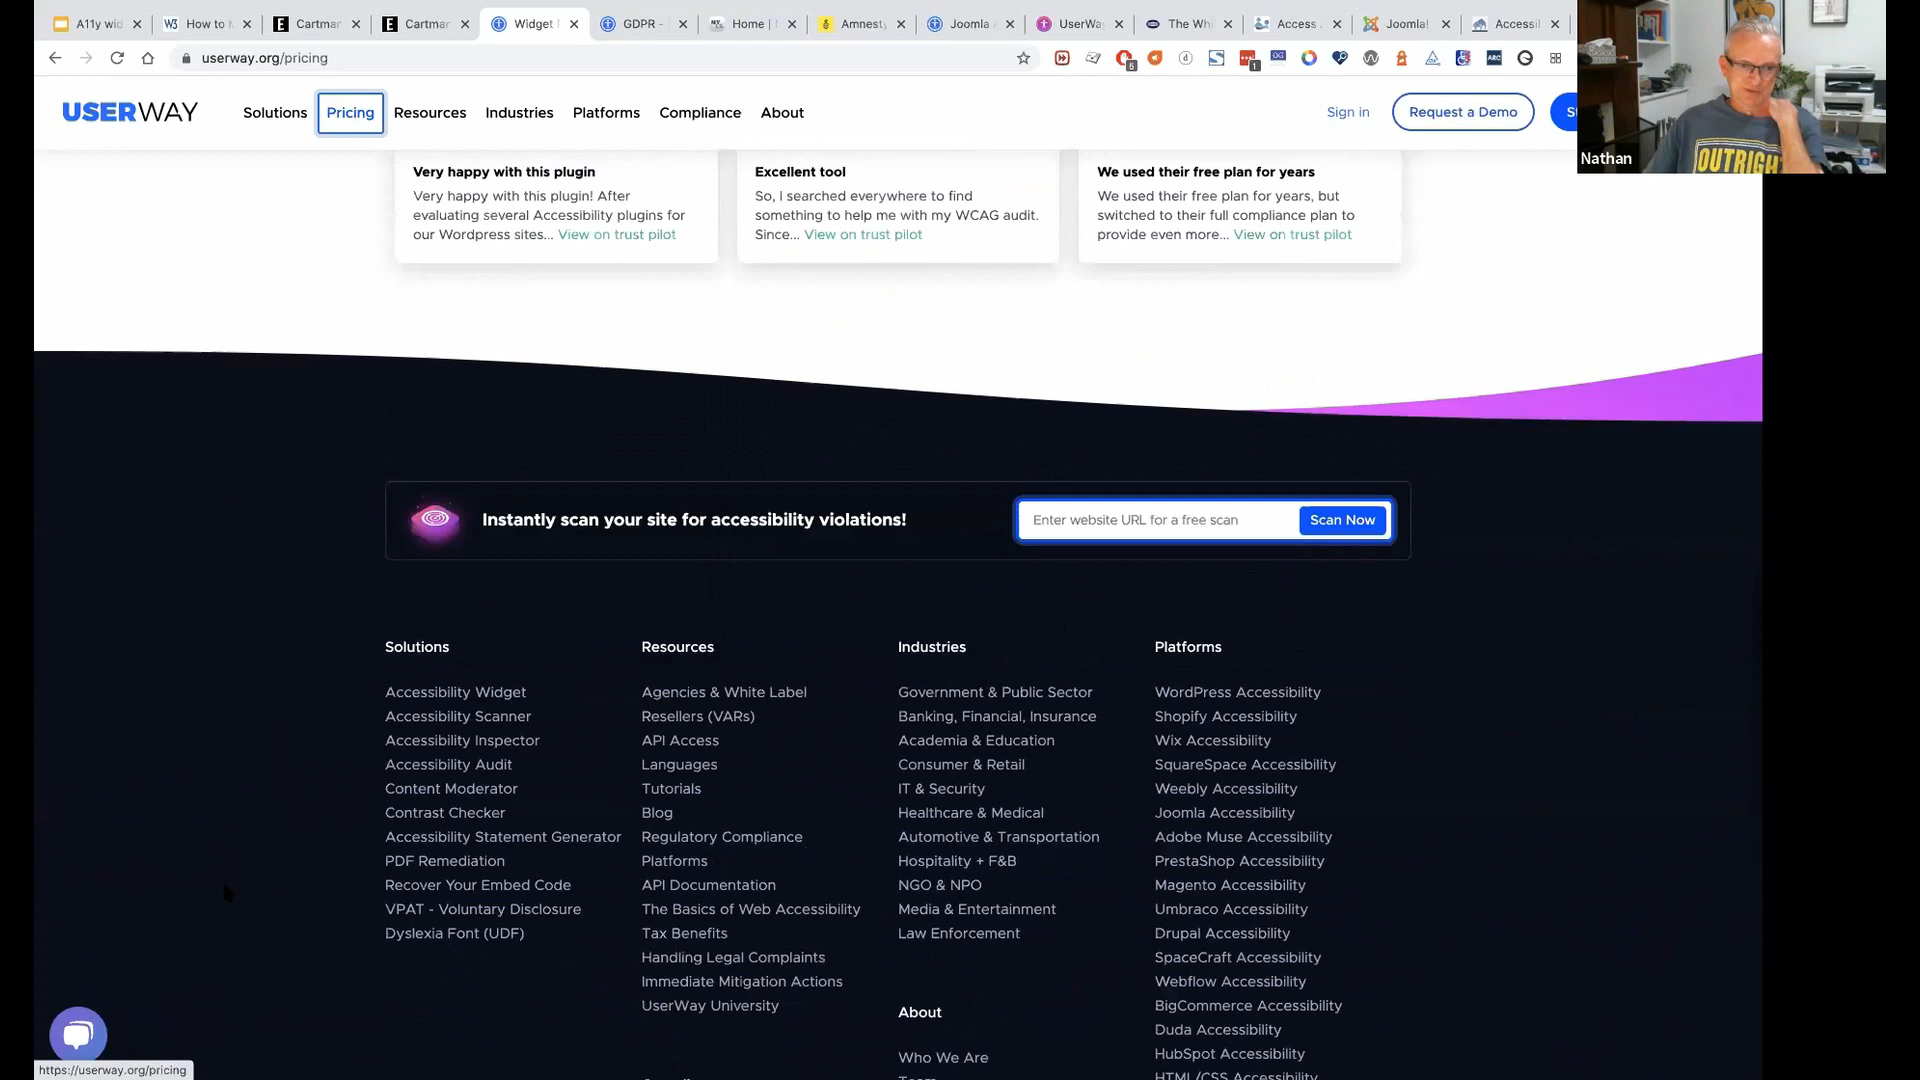 A11y wid
How to M
Cartman
Cartman
Widget P
GDPR -
Home |
Amnest
Joomla
UserWay
The Whi
Access
Joomla!
Accessil
userway.org/pricing
USERWAY
Solutions
Pricing
Resources
Industries
Platforms
Compliance
About
Sign in
Request a Demo
St
Nathan
OUTRIGHT
Very happy with this plugin
Very happy with this plugin! After
evaluating several Accessibility plugins for
our Wordpress sites... View on trust pilot
Excellent tool
So, I searched everywhere to find
something to help me with my WCAG audit.
Since... View on trust pilot
We used their free plan for years
We used their free plan for years, but
switched to their full compliance plan to
provide even more... View on trust pilot
Instantly scan your site for accessibility violations!
Enter website URL for a free scan
Scan Now
Solutions
Accessibility Widget
Accessibility Scanner
Accessibility Inspector
Accessibility Audit
Content Moderator
Contrast Checker
Accessibility Statement Generator
PDF Remediation
Recover Your Embed Code
VPAT - Voluntary Disclosure
Dyslexia Font (UDF)
Resources
Agencies & White Label
Resellers (VARs)
API Access
Languages
Tutorials
Blog
Regulatory Compliance
Platforms
API Documentation
The Basics of Web Accessibility
Tax Benefits
Handling Legal Complaints
Immediate Mitigation Actions
UserWay University
Industries
Government & Public Sector
Banking, Financial, Insurance
Academia & Education
Consumer & Retail
IT & Security
Healthcare & Medical
Automotive & Transportation
Hospitality + F&B
NGO & NPO
Media & Entertainment
Law Enforcement
About
Who We Are
Platforms
WordPress Accessibility
Shopify Accessibility
Wix Accessibility
SquareSpace Accessibility
Weebly Accessibility
Joomla Accessibility
Adobe Muse Accessibility
PrestaShop Accessibility
Magento Accessibility
Umbraco Accessibility
Drupal Accessibility
SpaceCraft Accessibility
Webflow Accessibility
BigCommerce Accessibility
Duda Accessibility
HubSpot Accessibility
HTML/CSS Accessibility
https://userway.org/pricing